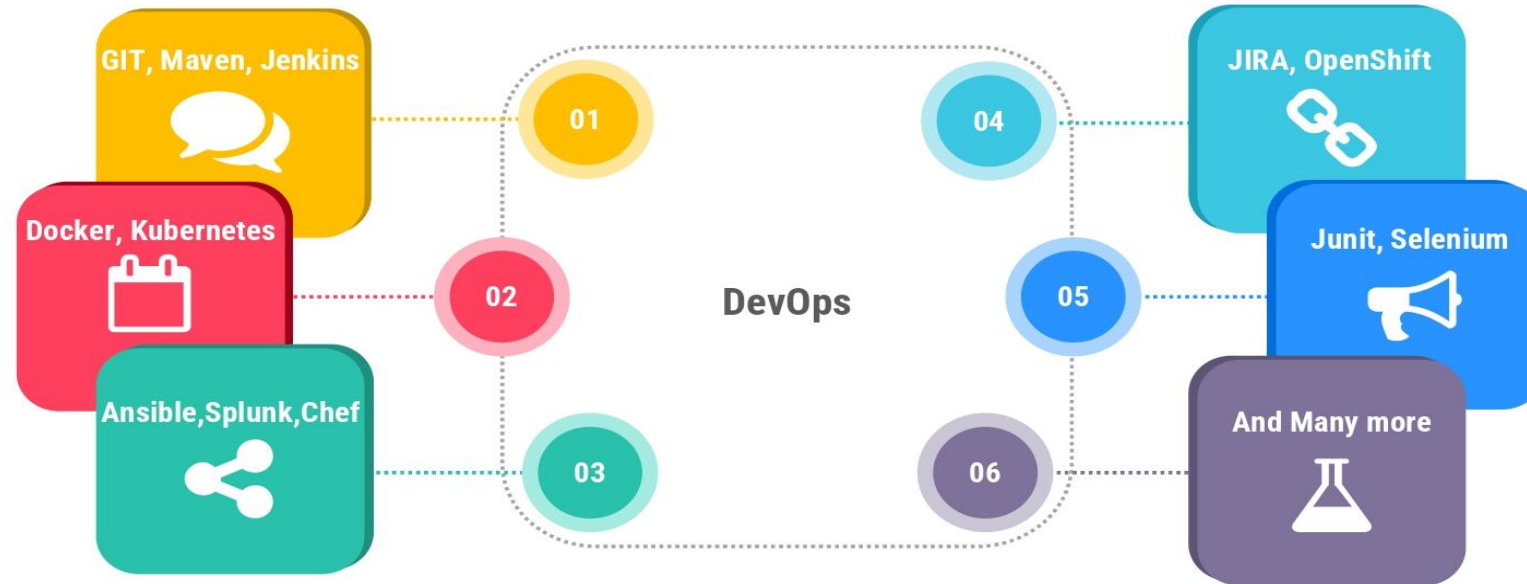 GIT, Maven, Jenkins
01
Docker, Kubernetes
02
Ansible,Splunk,Chef
03
DevOps
04
JIRA, OpenShift
05
Junit, Selenium
06
And Many more